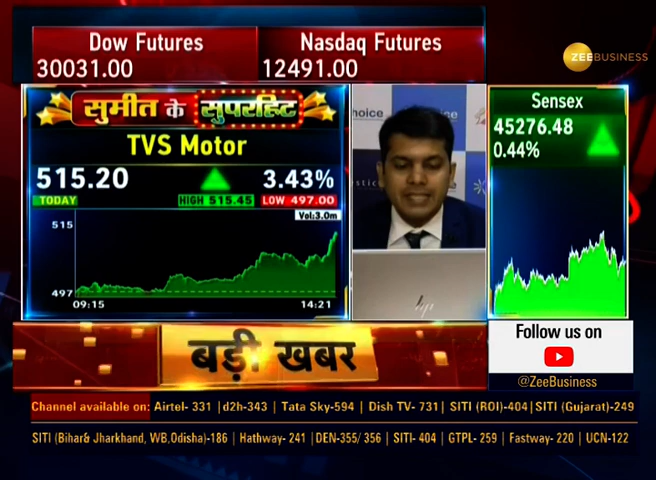 Dow Futures
30031.00
Nasdaq Futures
12491.00
ZEEBUSINESS
सुमीत के सुपरहिट
TVS Motor
515.20
3.43%
TODAY
HIGH 515.45
LOW 497.00
Vol:3.0m
515
497
09:15
14:21
hoice
hp
Sensex
45276.48
0.44%
बड़ी खबर
Follow us on
@ZeeBusiness
Channel available on: Airtel- 331 | d2h-343 | Tata Sky-594 | Dish TV- 731 | SITI (ROI)-404 | SITI (Gujarat)-249
SITI (Bihar& Jharkhand, WB,Odisha)-186 | Hathway- 241 | DEN-355/ 356 | SITI- 404 | GTPL- 259 | Fastway- 220 | UCN-122